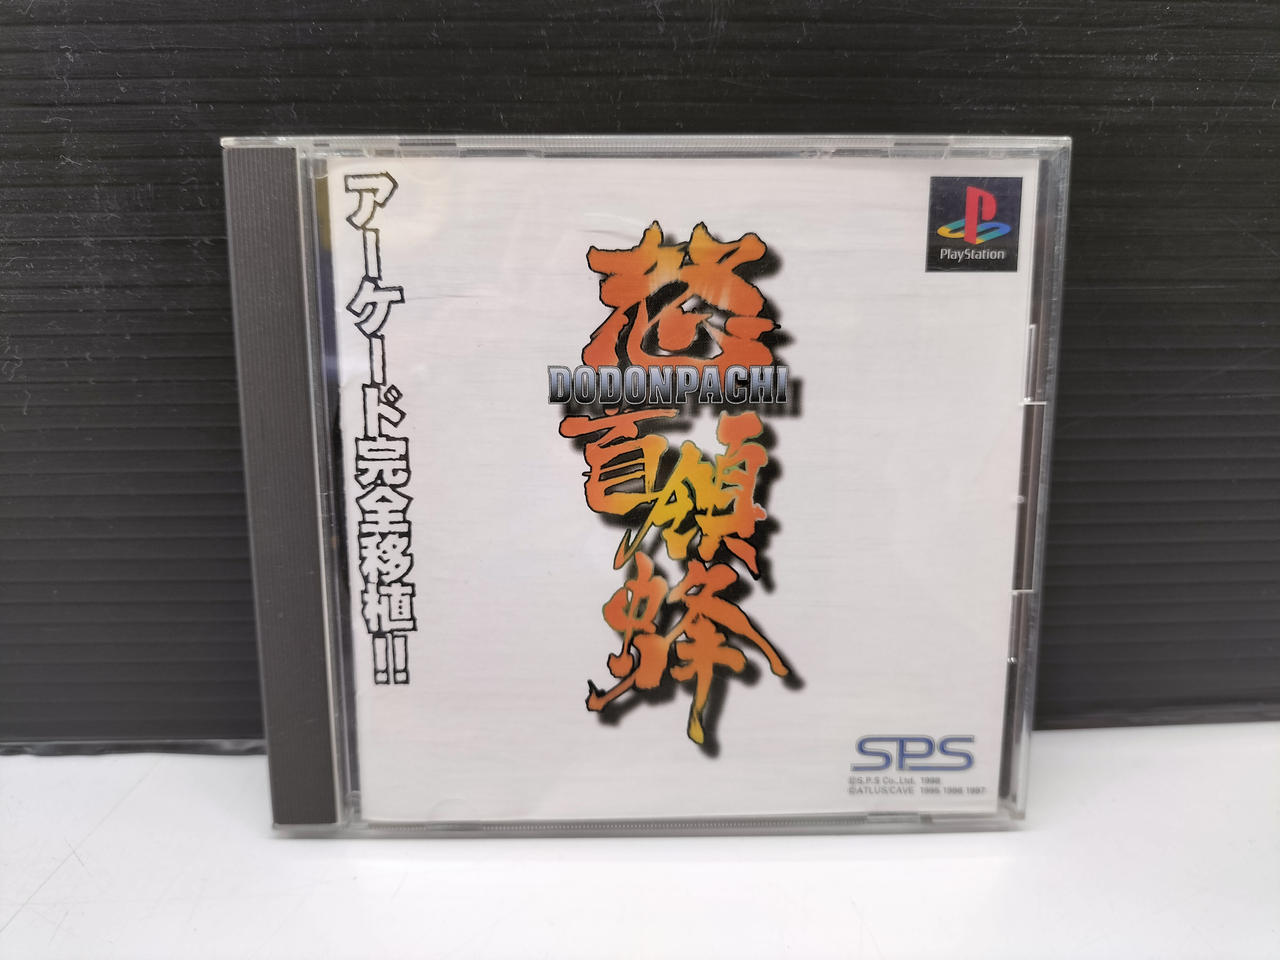 アーケード完全移植!!
PlayStation
怒
DODONPACHI
首領
蜂
SPS
©S.P.S Co.,Ltd. 1998
©ATLUS/CAVE 1995,1996,1997